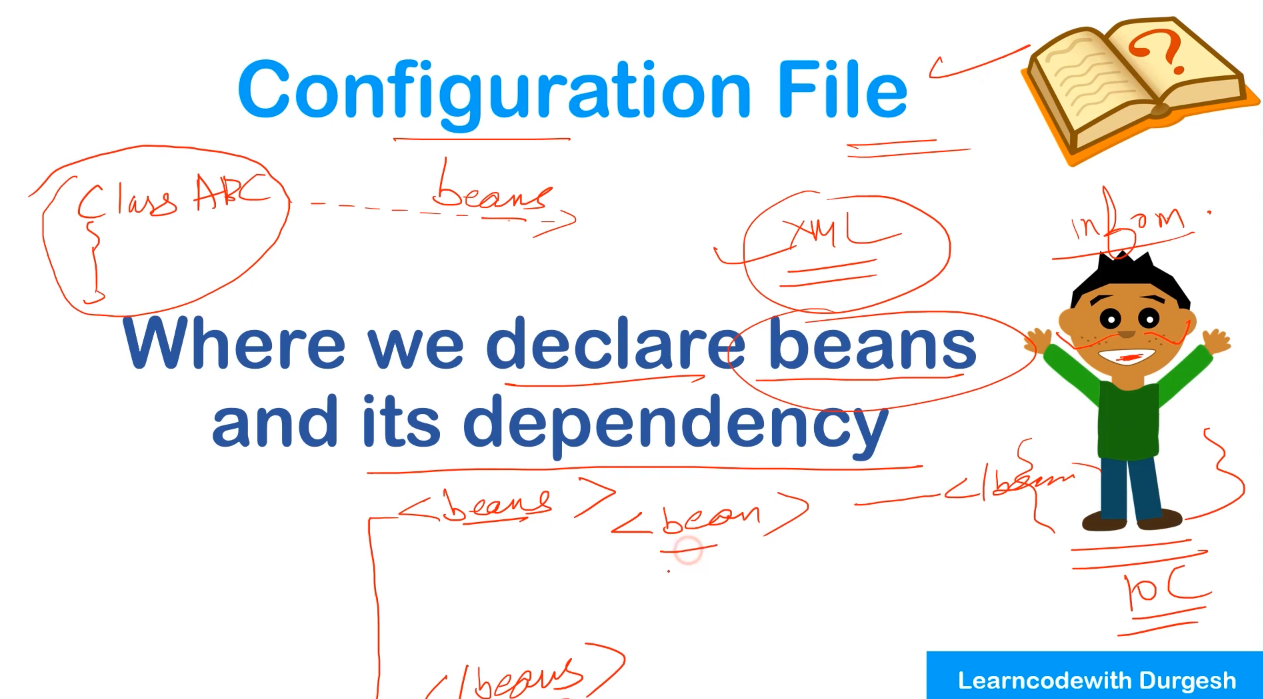 Configuration File
?
Class ABC
{
}
beans
XML
inform.
Where we declare beans
and its dependency
<beans>
<bean>
</bean>
{ }
IOC
</beans>
Learncodewith Durgesh